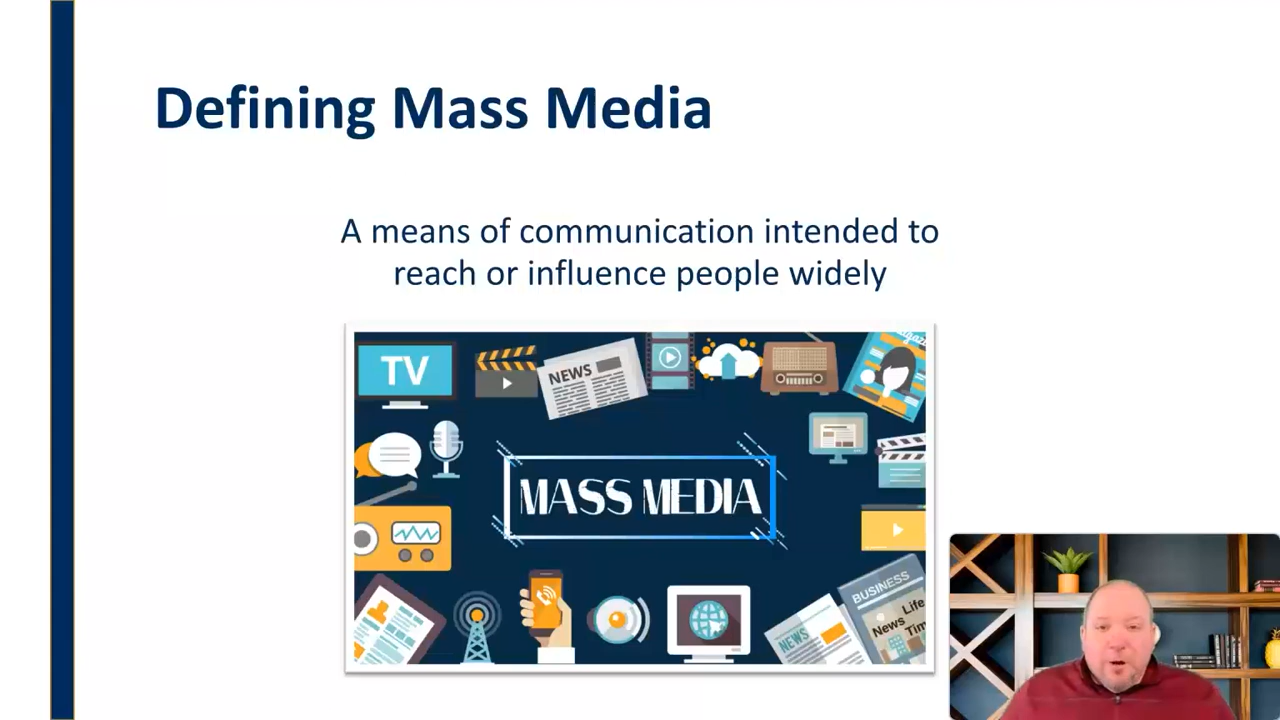 Defining Mass Media
A means of communication intended to
reach or influence people widely
TV
NEWS
MASS MEDIA
BUSINESS
Life
News
Tim
NEWS